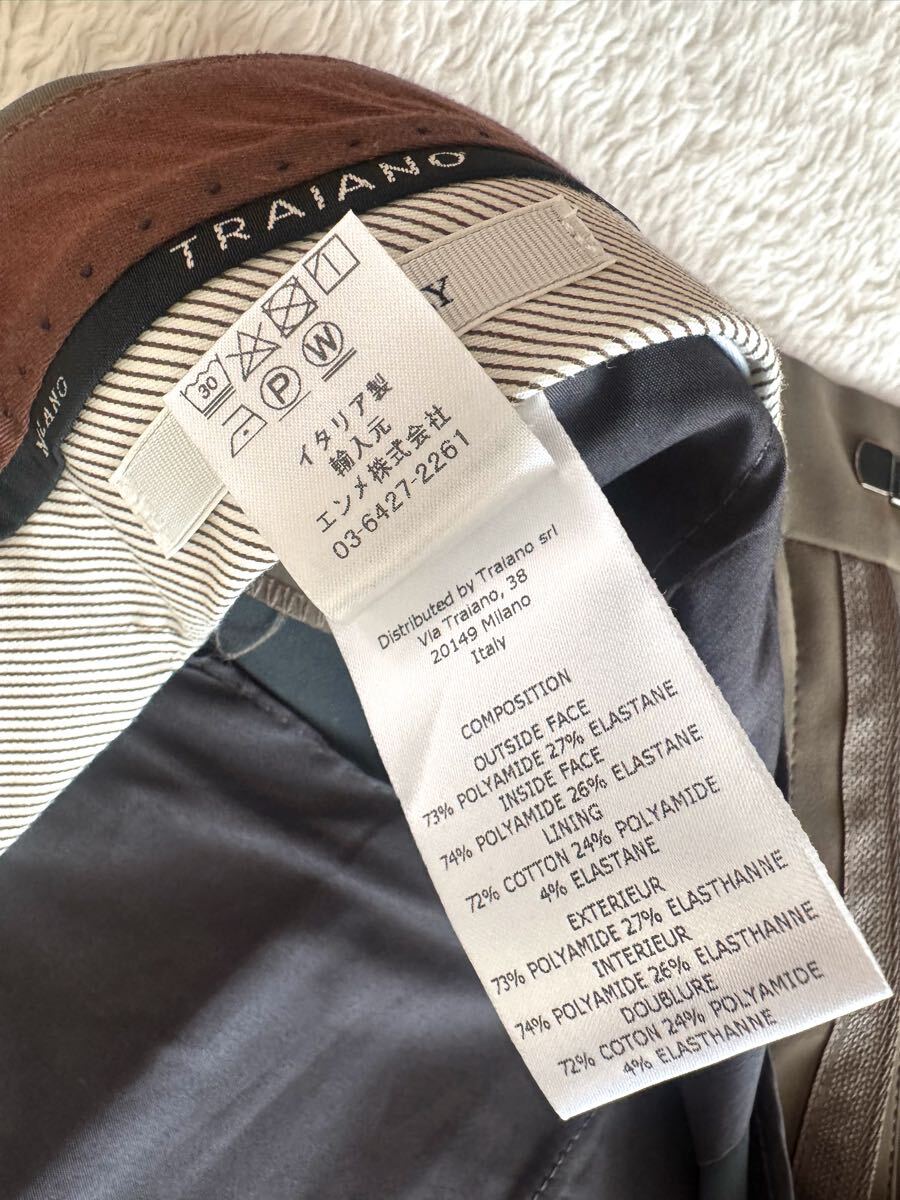 TRAIANO
MILANO
Y
30
P
W
イタリア製
輸入元
エンメ株式会社
03-6427-2261
Distributed by Traiano srl
Via Traiano, 38
20149 Milano
Italy
COMPOSITION
OUTSIDE FACE
73% POLYAMIDE 27% ELASTANE
INSIDE FACE
74% POLYAMIDE 26% ELASTANE
LINING
72% COTTON 24% POLYAMIDE
4% ELASTANE
EXTERIEUR
73% POLYAMIDE 27% ELASTHANNE
INTERIEUR
74% POLYAMIDE 26% ELASTHANNE
DOUBLURE
72% COTON 24% POLYAMIDE
4% ELASTHANNE